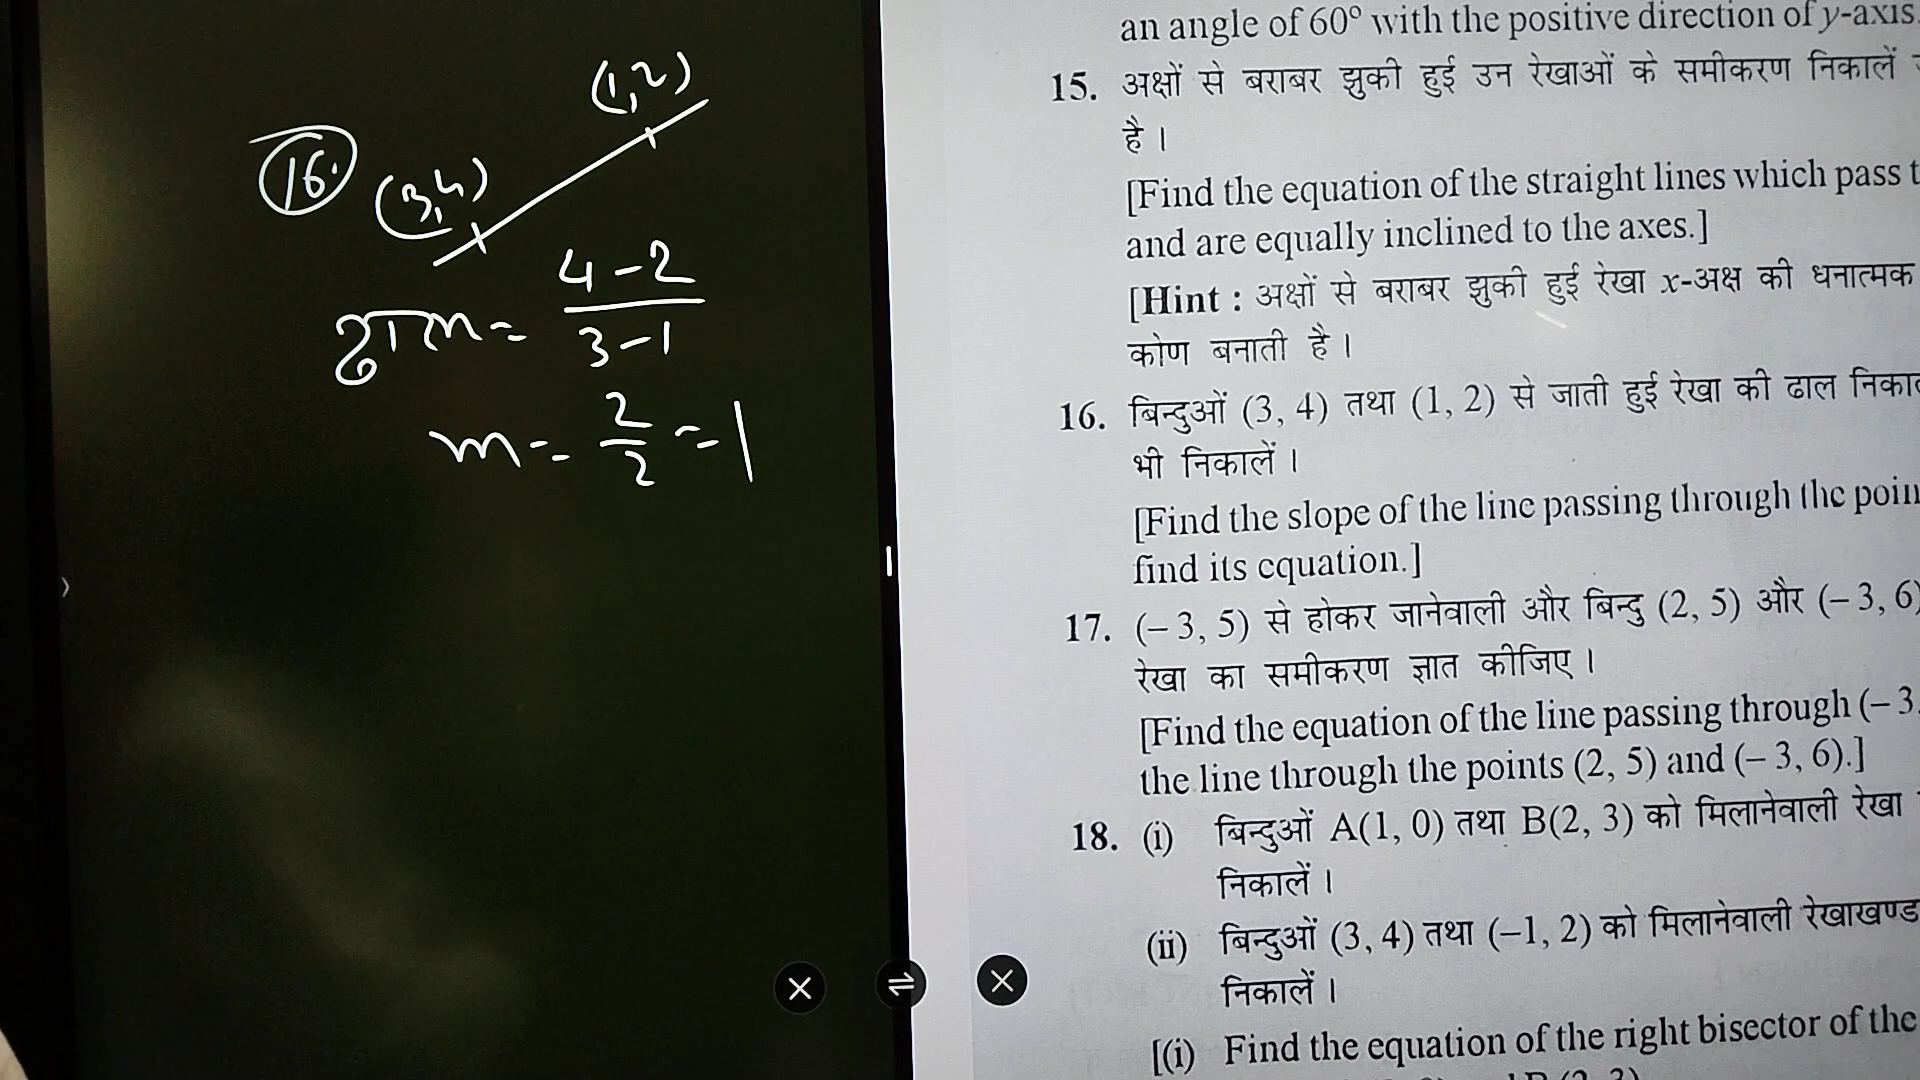 16.
(3,4)
(1,2)
ढाल = 4-2
3-1
m = 2/2 = 1
an angle of 60° with the positive direction of y-axis
15. अक्षों से बराबर झुकी हुई उन रेखाओं के समीकरण निकालें
है ।
[Find the equation of the straight lines which pass t
and are equally inclined to the axes.]
[Hint : अक्षों से बराबर झुकी हुई रेखा x-अक्ष की धनात्मक
कोण बनाती है ।
16. बिन्दुओं (3, 4) तथा (1, 2) से जाती हुई रेखा की ढाल
भी निकालें ।
[Find the slope of the line passing through the poin
find its equation.]
17. (– 3, 5) से होकर जानेवाली और बिन्दु (2, 5) और (– 3, 6)
रेखा का समीकरण ज्ञात कीजिए ।
[Find the equation of the line passing through (– 3,
the line through the points (2, 5) and (– 3, 6).]
18. (i) बिन्दुओं A(1, 0) तथा B(2, 3) को मिलानेवाली रेखा
निकालें ।
(ii) बिन्दुओं (3, 4) तथा (–1, 2) को मिलानेवाली रेखाखण्ड
निकालें ।
[(i) Find the equation of the right bisector of the